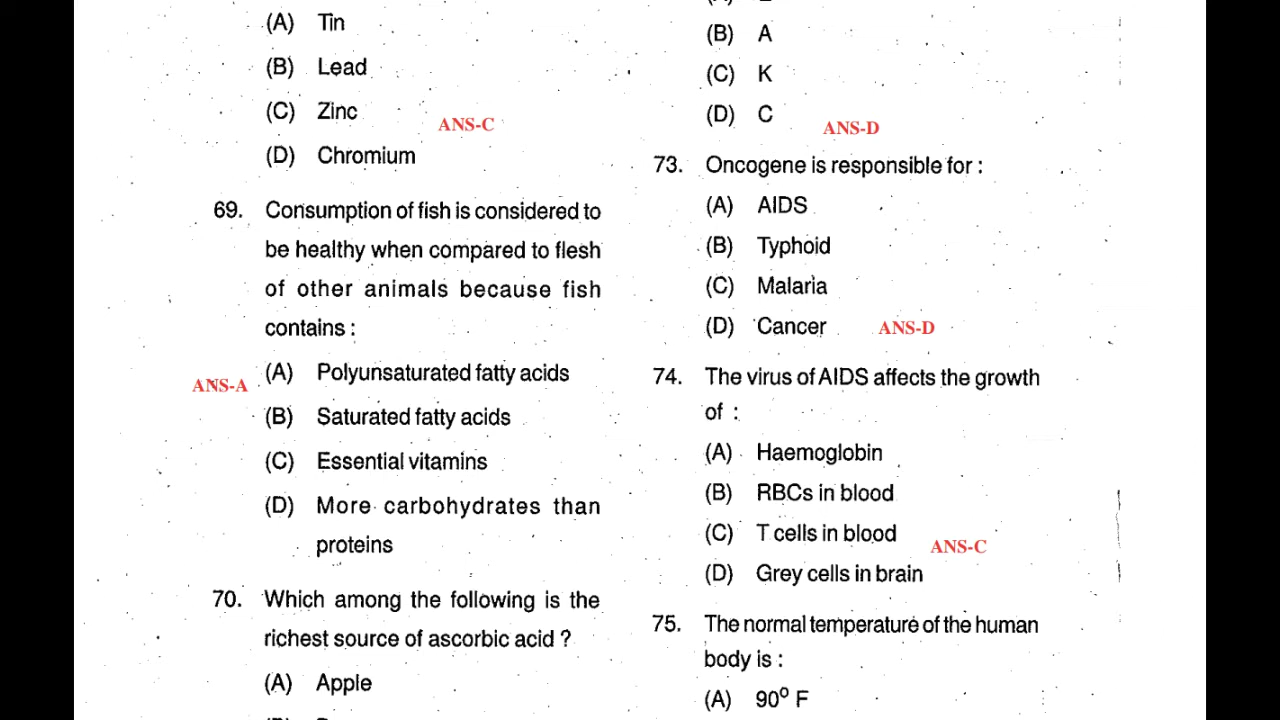 (A) Tin
(B) Lead
(C) Zinc
ANS-C
(D) Chromium
69. Consumption of fish is considered to
be healthy when compared to flesh
of other animals because fish
contains :
ANS-A (A) Polyunsaturated fatty acids
(B) Saturated fatty acids
(C) Essential vitamins
(D) More carbohydrates than
proteins
70. Which among the following is the
richest source of ascorbic acid ?
(A) Apple
(B) A
(C) K
(D) C
ANS-D
73. Oncogene is responsible for :
(A) AIDS
(B) Typhoid
(C) Malaria
(D) Cancer ANS-D
74. The virus of AIDS affects the growth
of :
(A) Haemoglobin
(B) RBCs in blood
(C) T cells in blood
ANS-C
(D) Grey cells in brain
75. The normal temperature of the human
body is :
(A) 90⁰ F